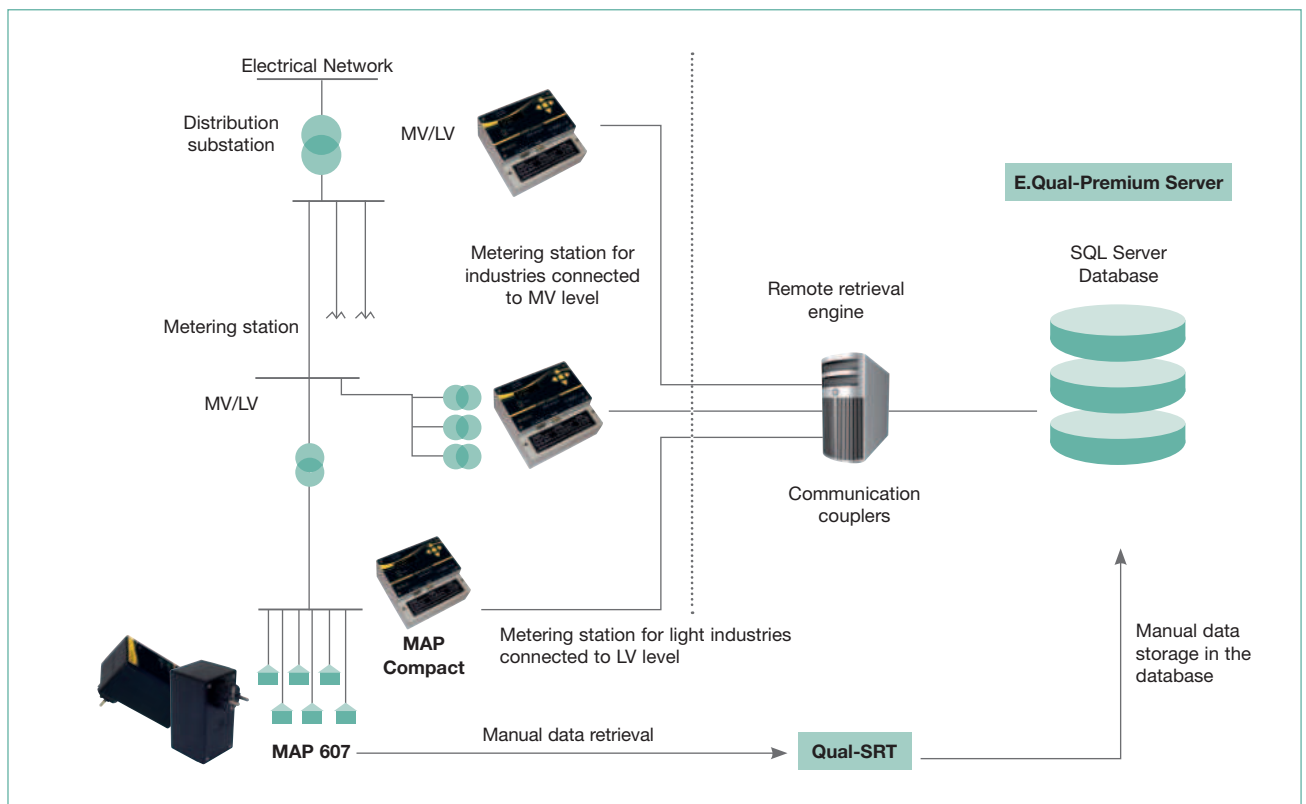 Electrical Network
Distribution
substation
MV/LV
E.Qual-Premium Server
Metering station for
industries connected
to MV level
SQL Server
Database
Remote retrieval
engine
Metering station
MV/LV
Communication
couplers
MAP
Compact
Metering station for light industries
connected to LV level
Manual data
storage in the
database
MAP 607
Manual data retrieval
Qual-SRT